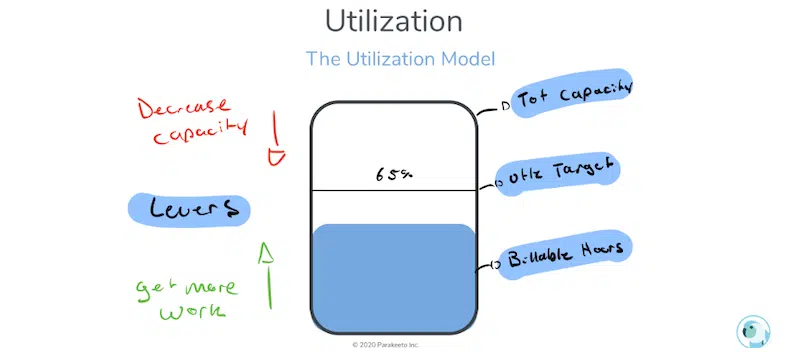 Utilization
The Utilization Model
Decrease
capacity
Tot Capacity
65%
Utlz Target
Levers
Billable Hours
get more
work
© 2020 Parakeeto Inc.